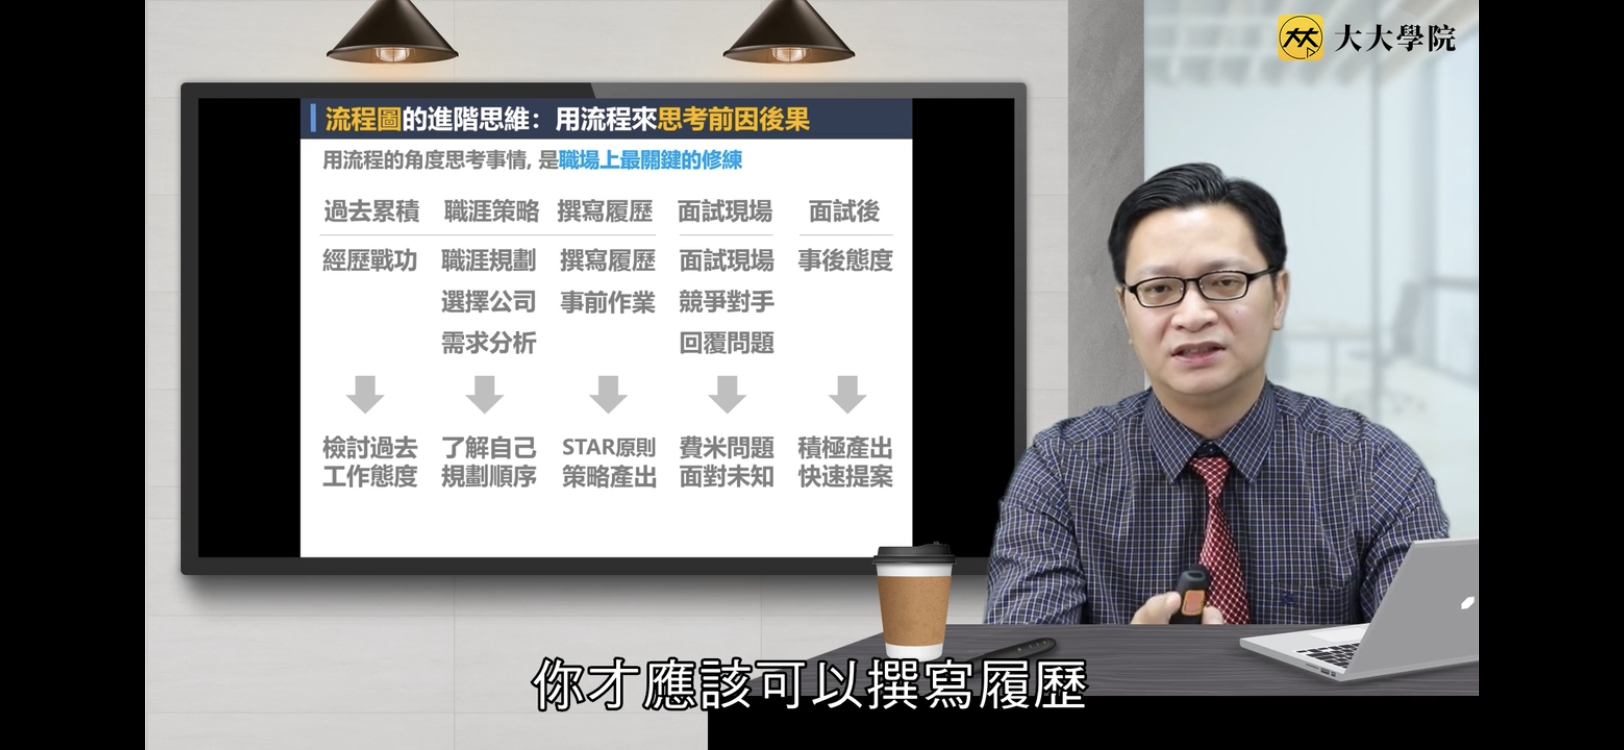 大大學院
流程圖的進階思維：用流程來思考前因後果
用流程的角度思考事情, 是職場上最關鍵的修練
過去累積 職涯策略 撰寫履歷 面試現場 面試後
經歷戰功 職涯規劃 撰寫履歷 面試現場 事後態度
選擇公司 事前作業 競爭對手
需求分析 回覆問題
檢討過去 了解自己 STAR原則 費米問題 積極產出
工作態度 規劃順序 策略產出 面對未知 快速提案
你才應該可以撰寫履歷